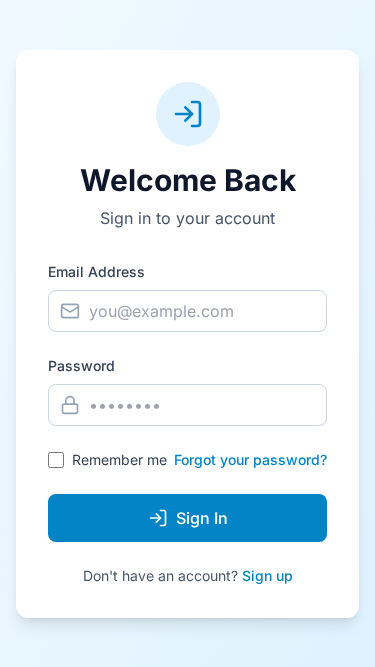 Welcome Back
Sign in to your account
Email Address
you@example.com
Password
••••••••
Remember me Forgot your password?
Sign In
Don't have an account? Sign up